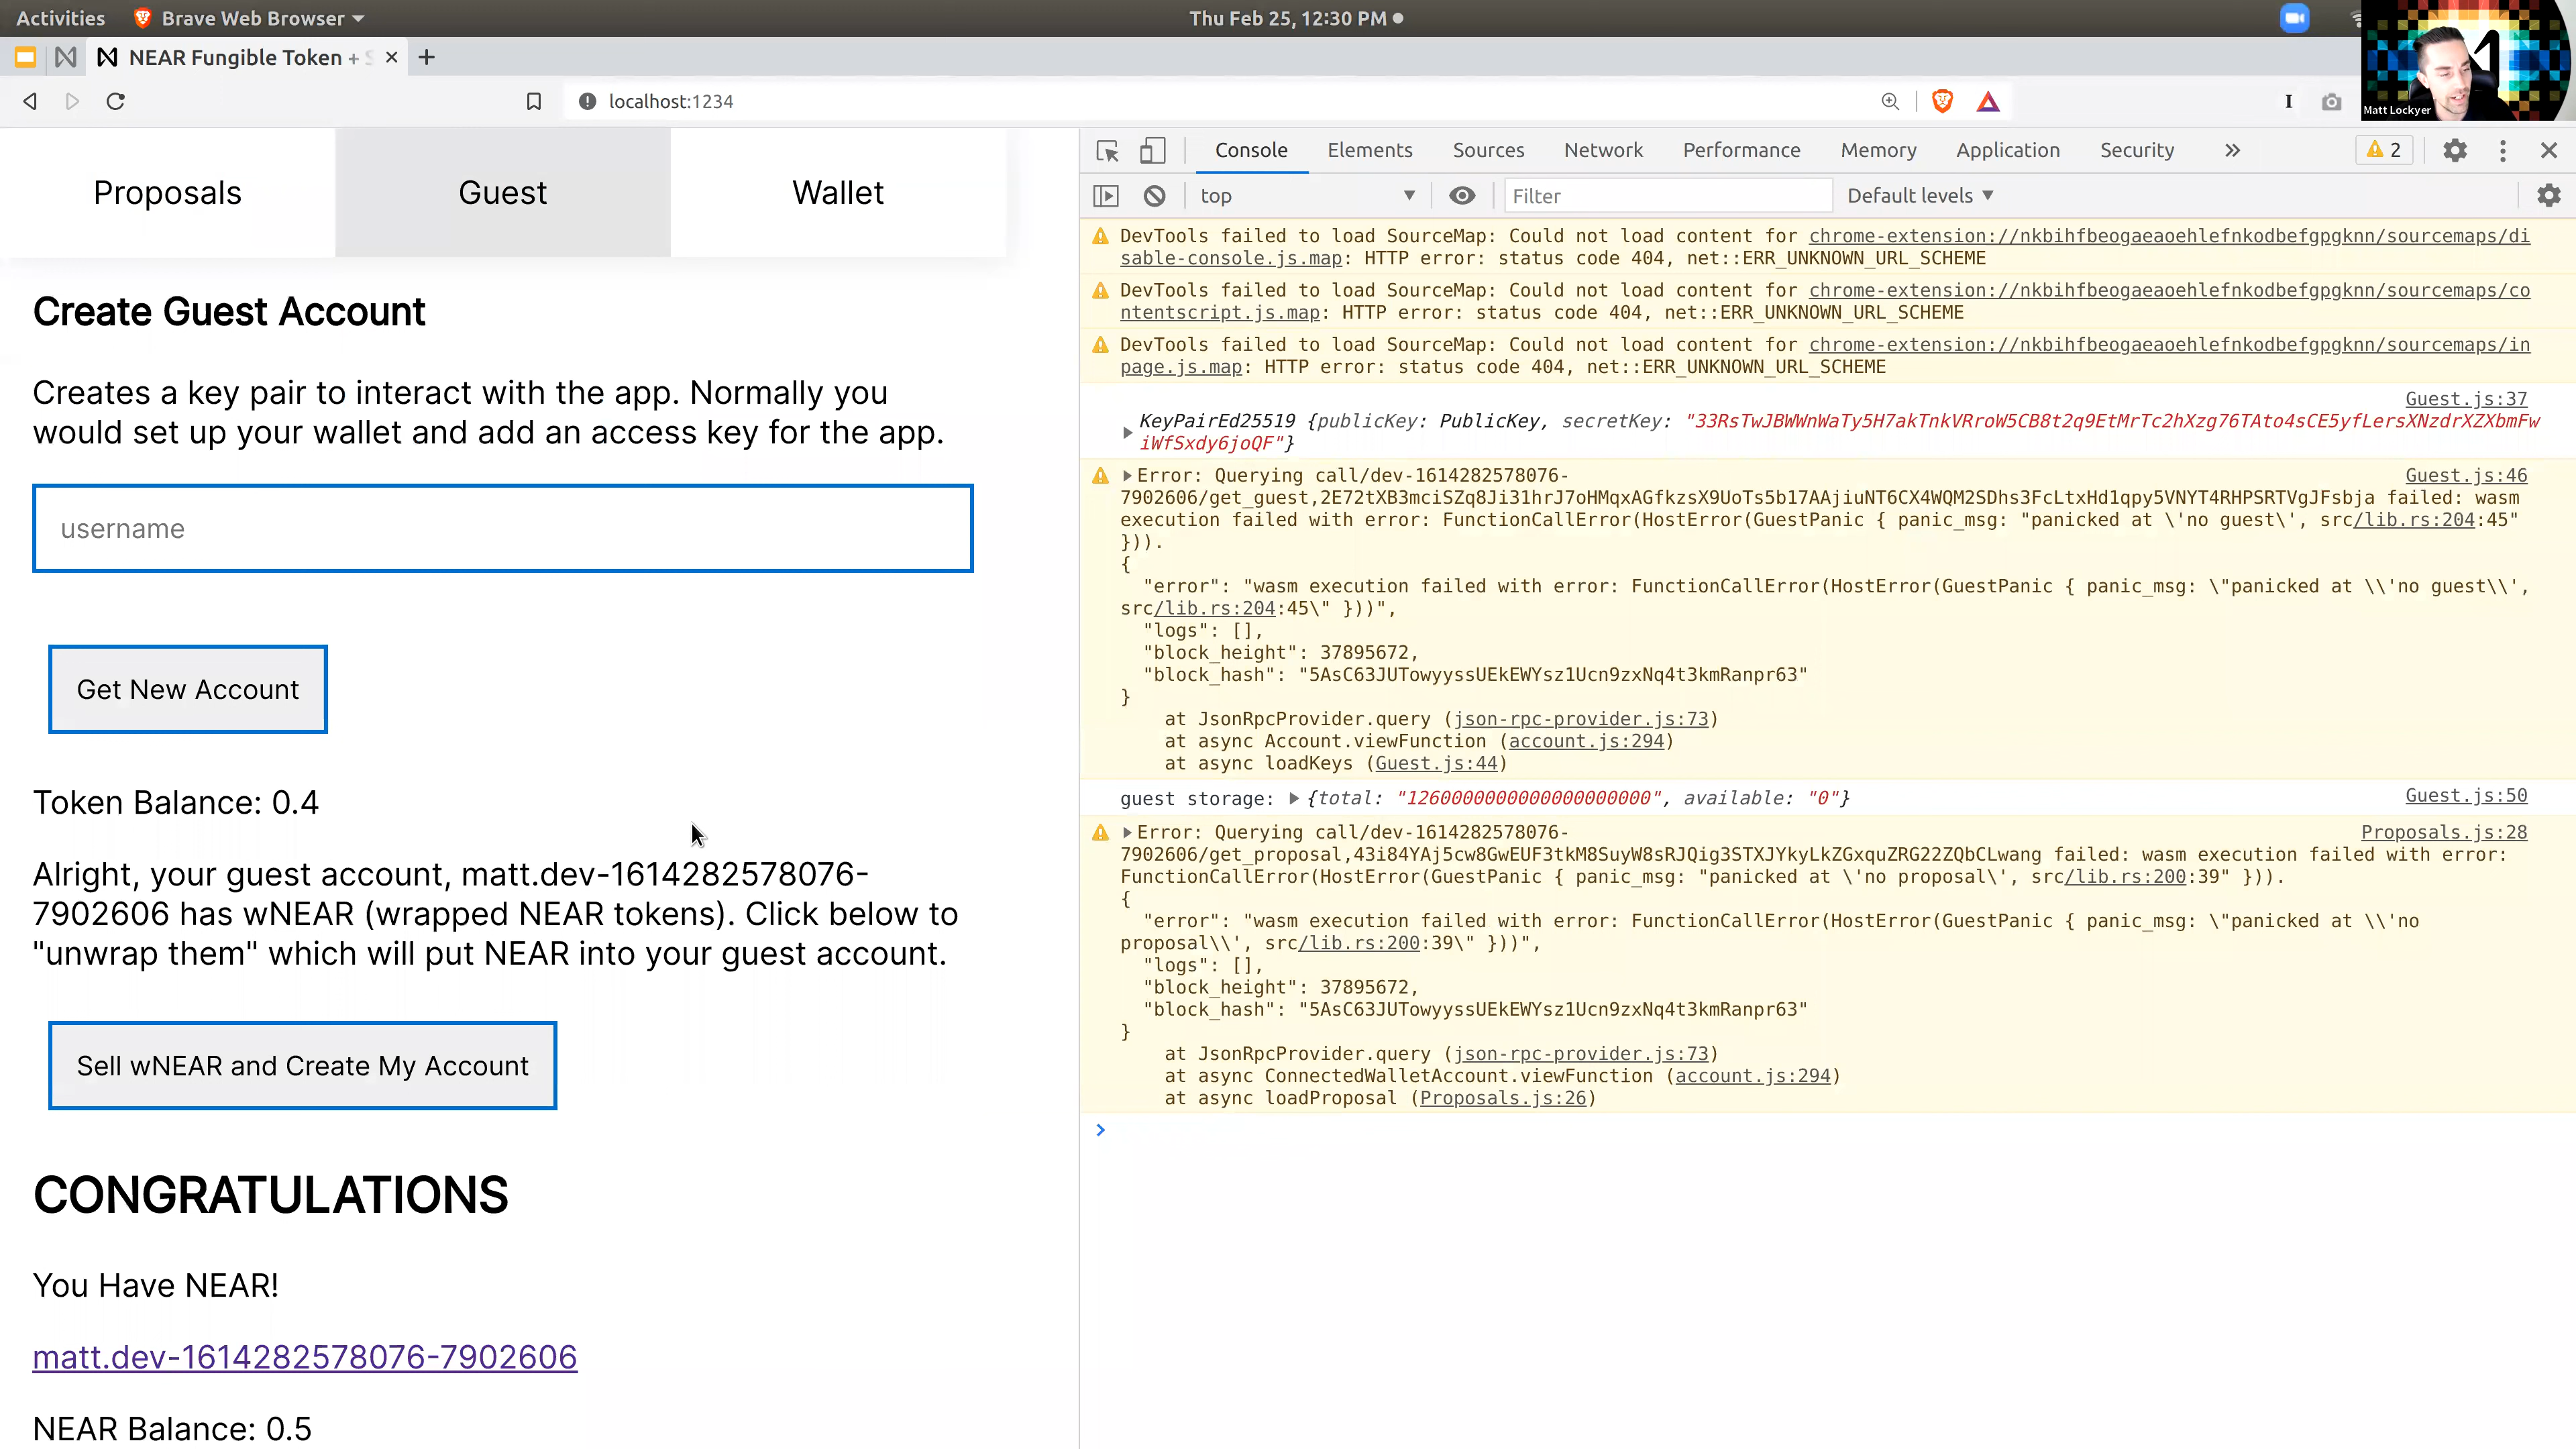 Activities
Brave Web Browser
Thu Feb 25, 12:30 PM
NEAR Fungible Token + S
localhost:1234
Matt Lockyer
Proposals
Guest
Wallet
Create Guest Account
Creates a key pair to interact with the app. Normally you
would set up your wallet and add an access key for the app.
username
Get New Account
Token Balance: 0.4
Alright, your guest account, matt.dev-1614282578076-
7902606 has wNEAR (wrapped NEAR tokens). Click below to
"unwrap them" which will put NEAR into your guest account.
Sell wNEAR and Create My Account
CONGRATULATIONS
You Have NEAR!
matt.dev-1614282578076-7902606
NEAR Balance: 0.5
Console Elements Sources Network Performance Memory Application Security » 2
top Filter Default levels
DevTools failed to load SourceMap: Could not load content for chrome-extension://nkbihfbeogaeaoehlefnkodbefgpgknn/sourcemaps/di
sable-console.js.map: HTTP error: status code 404, net::ERR_UNKNOWN_URL_SCHEME
DevTools failed to load SourceMap: Could not load content for chrome-extension://nkbihfbeogaeaoehlefnkodbefgpgknn/sourcemaps/co
ntentscript.js.map: HTTP error: status code 404, net::ERR_UNKNOWN_URL_SCHEME
DevTools failed to load SourceMap: Could not load content for chrome-extension://nkbihfbeogaeaoehlefnkodbefgpgknn/sourcemaps/in
page.js.map: HTTP error: status code 404, net::ERR_UNKNOWN_URL_SCHEME
Guest.js:37
KeyPairEd25519 {publicKey: PublicKey, secretKey: "33RsTwJBWWnWaTy5H7akTnkVRroW5CB8t2q9EtMrTc2hXzg76TAto4sCE5yfLersXNzdrXZXbmFw
iWfSxdy6joQF"}
Error: Querying call/dev-1614282578076- Guest.js:46
7902606/get_guest,2E72tXB3mciSZq8Ji31hrJ7oHMqxAGfkzsX9UoTs5b17AAjiuNT6CX4WQM2SDhs3FcLtxHd1qpy5VNYT4RHPSRTVgJFsbja failed: wasm
execution failed with error: FunctionCallError(HostError(GuestPanic { panic_msg: "panicked at \'no guest\', src/lib.rs:204:45"
})).
{
"error": "wasm execution failed with error: FunctionCallError(HostError(GuestPanic { panic_msg: \"panicked at \\'no guest\\',
src/lib.rs:204:45\" }))",
"logs": [],
"block_height": 37895672,
"block_hash": "5AsC63JUTowyyssUEkEWYsz1Ucn9zxNq4t3kmRanpr63"
}
at JsonRpcProvider.query (json-rpc-provider.js:73)
at async Account.viewFunction (account.js:294)
at async loadKeys (Guest.js:44)
guest storage: {total: "1260000000000000000000", available: "0"} Guest.js:50
Error: Querying call/dev-1614282578076- Proposals.js:28
7902606/get_proposal,43i84YAj5cw8GwEUF3tkM8SuyW8sRJQig3STXJYkyLkZGxquZRG22ZQbCLwang failed: wasm execution failed with error:
FunctionCallError(HostError(GuestPanic { panic_msg: "panicked at \'no proposal\', src/lib.rs:200:39" })).
{
"error": "wasm execution failed with error: FunctionCallError(HostError(GuestPanic { panic_msg: \"panicked at \\'no
proposal\\', src/lib.rs:200:39\" }))",
"logs": [],
"block_height": 37895672,
"block_hash": "5AsC63JUTowyyssUEkEWYsz1Ucn9zxNq4t3kmRanpr63"
}
at JsonRpcProvider.query (json-rpc-provider.js:73)
at async ConnectedWalletAccount.viewFunction (account.js:294)
at async loadProposal (Proposals.js:26)